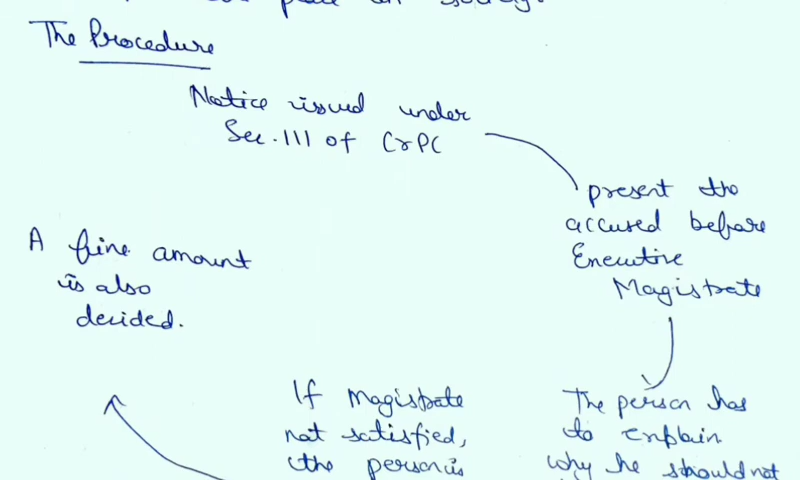 The Procedure
Notice issued under
Sec. 111 of CrPC
present the
accused before
Executive
Magistrate
The person has
to explain
why he should not
If Magistrate
not satisfied,
the person is
A fine amount
is also
decided.